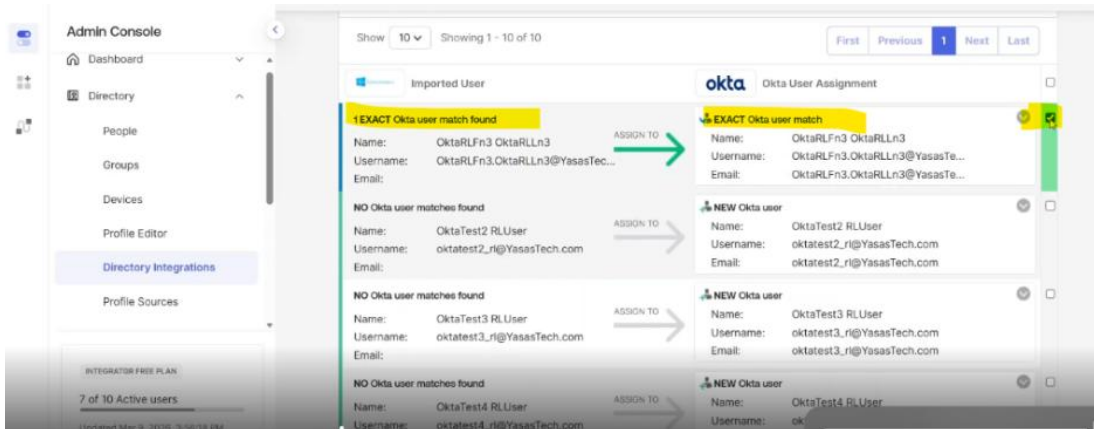 Admin Console
Dashboard
Directory
People
Groups
Devices
Profile Editor
Directory Integrations
Profile Sources
INTEGRATOR FREE PLAN
7 of 10 Active users
Show 10 Showing 1 - 10 of 10
First Previous 1 Next Last
Imported User
okta Okta User Assignment
1 EXACT Okta user match found
Name: OktaRLFn3 OktaRLLn3
Username: OktaRLFn3.OktaRLLn3@YasasTec...
Email:
ASSIGN TO
EXACT Okta user match
Name: OktaRLFn3 OktaRLLn3
Username: OktaRLFn3.OktaRLLn3@YasasTe...
Email: OktaRLFn3.OktaRLLn3@YasasTe...
NO Okta user matches found
Name: OktaTest2 RLUser
Username: oktatest2_rl@YasasTech.com
Email:
ASSIGN TO
NEW Okta user
Name: OktaTest2 RLUser
Username: oktatest2_rl@YasasTech.com
Email: oktatest2_rl@YasasTech.com
NO Okta user matches found
Name: OktaTest3 RLUser
Username: oktatest3_rl@YasasTech.com
Email:
ASSIGN TO
NEW Okta user
Name: OktaTest3 RLUser
Username: oktatest3_rl@YasasTech.com
Email: oktatest3_rl@YasasTech.com
NO Okta user matches found
Name: OktaTest4 RLUser
Username: oktatest4_rl@YasasTech.com
ASSIGN TO
NEW Okta user
Name: OktaTest4 RLUser
Username: